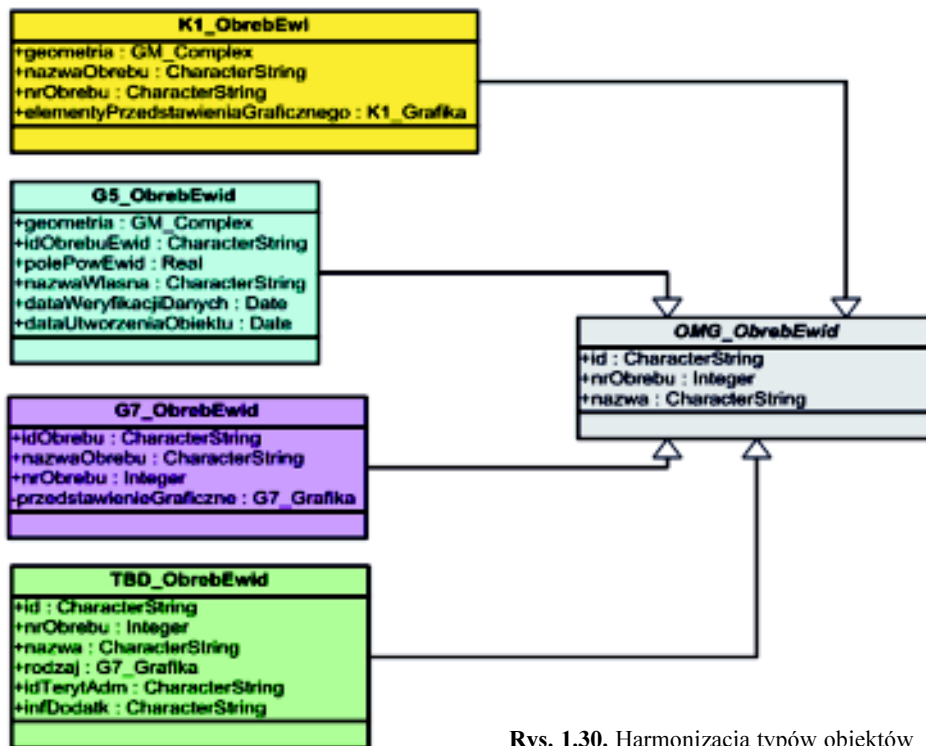 K1_ObrebEwi
+geometria : GM_Complex
+nazwaObrebu : CharacterString
+nrObrebu : CharacterString
+elementyPrzedstawieniaGraficznego : K1_Grafika
G5_ObrebEwid
+geometria : GM_Complex
+idObrebuEwid : CharacterString
+polePowEwid : Real
+nazwaWlasna : CharacterString
+dataWeryfikacjiDanych : Date
+dataUtworzeniaObiektu : Date
OMG_ObrebEwid
+id : CharacterString
+nrObrebu : Integer
+nazwa : CharacterString
G7_ObrebEwid
+idObrebu : CharacterString
+nazwaObrebu : CharacterString
+nrObrebu : Integer
-przedstawienieGraficzne : G7_Grafika
TBD_ObrebEwid
+id : CharacterString
+nrObrebu : Integer
+nazwa : CharacterString
+rodzaj : G7_Grafika
+idTerytAdm : CharacterString
+infDodatk : CharacterString
Rys. 1.30. Harmonizacja typów obiektów